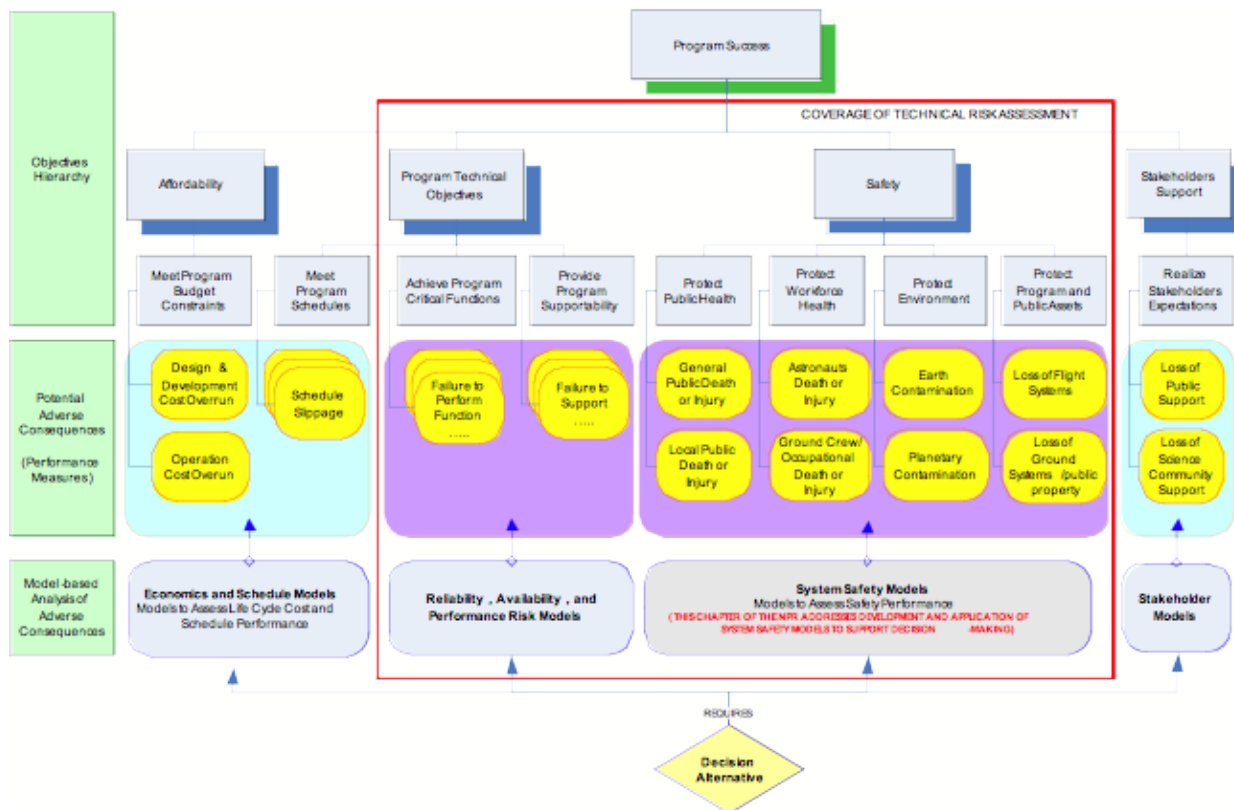 Program Success
COVERAGE OF TECHNICAL RISK ASSESSMENT
Objectives
Hierarchy
Affordability
Program Technical
Objectives
Safety
Stakeholders
Support
Meet Program
Budget
Constraints
Meet
Program
Schedules
Achieve Program
Critical Functions
Provide
Program
Supportability
Protect
Public Health
Protect
Workforce
Health
Protect
Environment
Protect
Program and
Public Assets
Realize
Stakeholders
Expectations
Potential
Adverse
Consequences
(Performance
Measures)
Design &
Development
Cost Overrun
Operation
Cost Overun
Schedule
Slippage
Failure to
Perform
Function
.....
Failure to
Support
.....
General
Public Death
or Injury
Local Public
Death or
Injury
Astronauts
Death or
Injury
Ground Crew/
Occupational
Death or
Injury
Earth
Contamination
Planetary
Contamination
Loss of Flight
Systems
Loss of
Ground
Systems (public
property
Loss of
Public
Support
Loss of
Science
Community
Support
Model-based
Analysis of
Adverse
Consequences
Economics and Schedule Models
Models to Assess Life Cycle Cost and
Schedule Performance
Reliability , Availability , and
Performance Risk Models
System Safety Models
Models to Assess Safety Performance
( THIS CHAPTER OF THE NPR ADDRESSES DEVELOPMENT AND APPLICATION OF
SYSTEM SAFETY MODELS TO SUPPORT DECISION -MAKING)
Stakeholder
Models
REQUIRES
Decision
Alternative